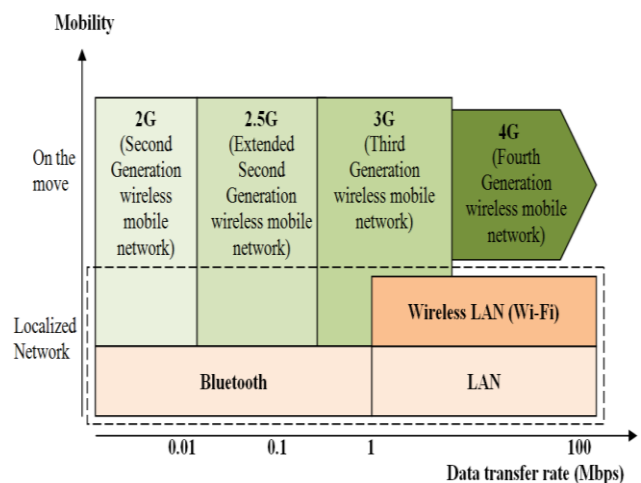 Mobility
2G
(Second
Generation
wireless
mobile
network)
2.5G
(Extended
Second
Generation
wireless mobile
network)
3G
(Third
Generation
wireless mobile
network)
4G
(Fourth
Generation
wireless mobile
network)
On the
move
Localized
Network
Wireless LAN (Wi-Fi)
Bluetooth
LAN
0.01
0.1
1
100
Data transfer rate (Mbps)